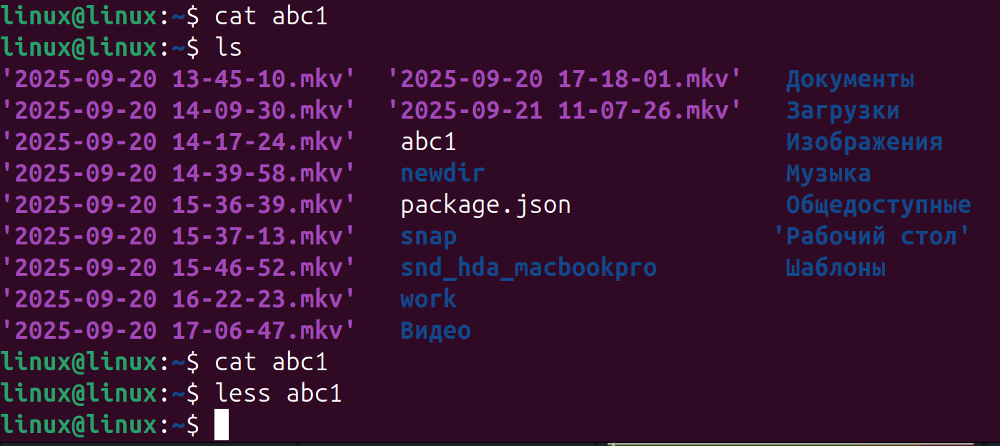 linux@linux:~$ cat abc1
linux@linux:~$ ls
'2025-09-20 13-45-10.mkv'  '2025-09-20 17-18-01.mkv'   Документы
'2025-09-20 14-09-30.mkv'  '2025-09-21 11-07-26.mkv'   Загрузки
'2025-09-20 14-17-24.mkv'   abc1                       Изображения
'2025-09-20 14-39-58.mkv'   newdir                     Музыка
'2025-09-20 15-36-39.mkv'   package.json               Общедоступные
'2025-09-20 15-37-13.mkv'   snap                      'Рабочий стол'
'2025-09-20 15-46-52.mkv'   snd_hda_macbookpro         Шаблоны
'2025-09-20 16-22-23.mkv'   work
'2025-09-20 17-06-47.mkv'   Видео
linux@linux:~$ cat abc1
linux@linux:~$ less abc1
linux@linux:~$